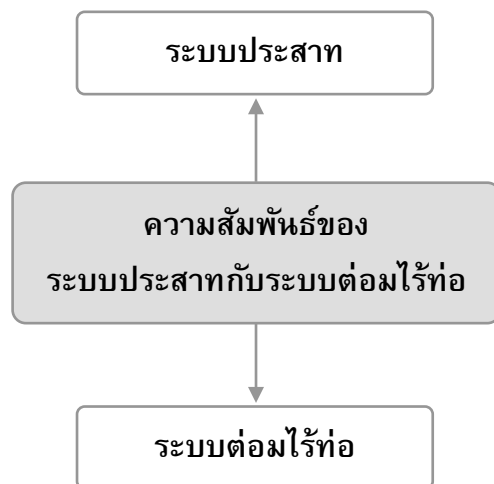 ระบบประสาท
ความสัมพันธ์ของ
ระบบประสาทกับระบบต่อมไร้ท่อ
ระบบต่อมไร้ท่อ